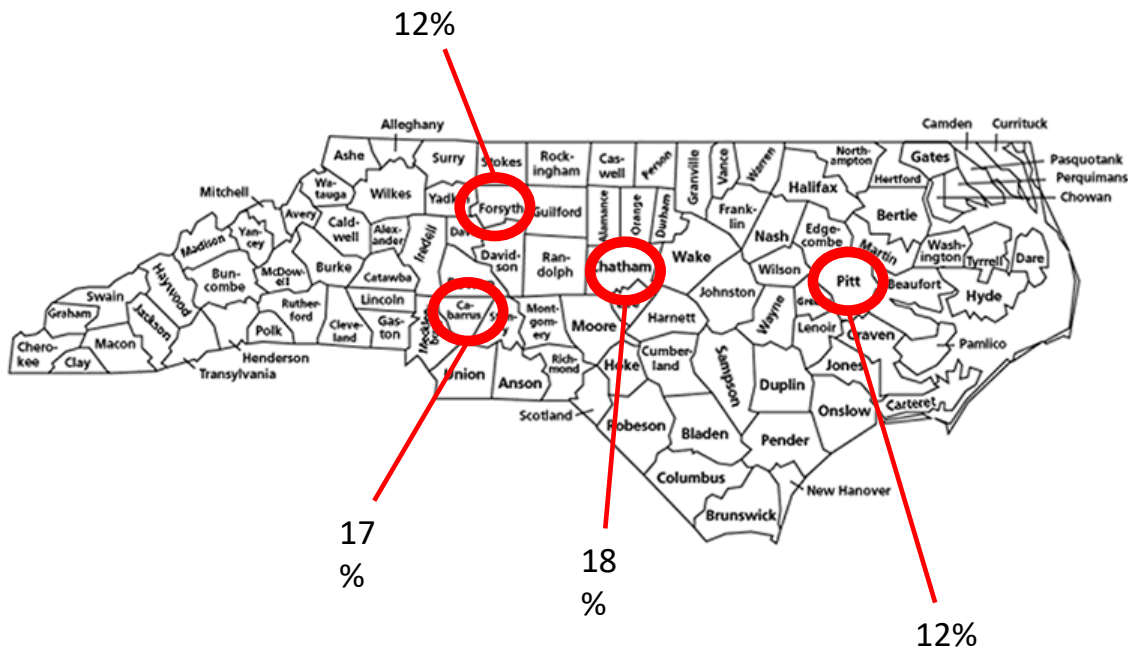 12%
Alleghany
Camden
Currituck
Ashe
Surry
Stokes
Rock-
ingham
Cas-
well
Person
Granville
Vance
Warren
North-
ampton
Gates
Pasquotank
Perquimans
Chowan
Mitchell
Wa-
tauga
Wilkes
Forsyth
Guilford
Alamance
Orange
Durham
Halifax
Hertford
Bertie
Avery
Cald-
well
Alex-
ander
Iredell
Frank-
lin
Nash
Edge-
combe
Martin
Wash-
ington
Tyrrell
Dare
Madison
Yan-
cey
David-
son
Ran-
dolph
Chatham
Wake
Wilson
Pitt
Beaufort
Hyde
Haywood
Bun-
combe
McDow-
ell
Burke
Catawba
Swain
Graham
Jackson
Ruther-
ford
Lincoln
Ca-
barrus
Mont-
gom-
ery
Moore
Harnett
Johnston
Wayne
Lenoir
Craven
Pamlico
Chero-
kee
Clay
Macon
Polk
Cleve-
land
Gas-
ton
Henderson
Transylvania
Union
Anson
Rich-
mond
Hoke
Cumber-
land
Sampson
Duplin
Jones
Carteret
Scotland
Robeson
Bladen
Pender
Onslow
Columbus
New Hanover
Brunswick
17
%
18
%
12%